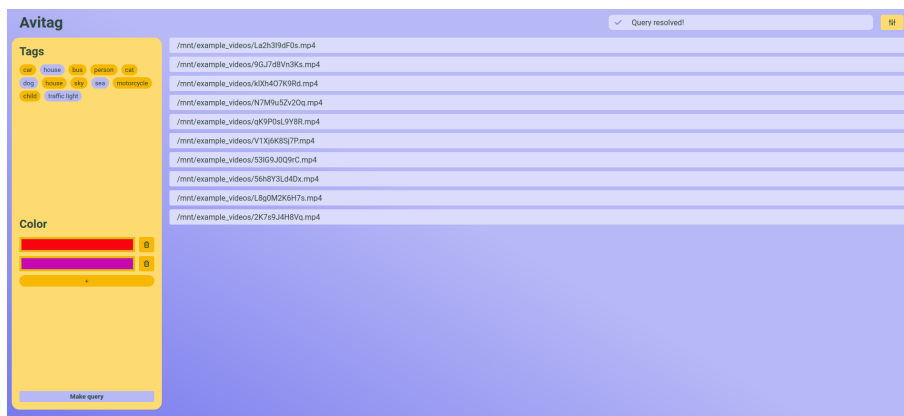 Avitag
Query resolved!
Tags
car house bus person cat
dog house sky sea motorcycle
child traffic light
Color
+
Make query
/mnt/example_videos/La2h3I9dF0s.mp4
/mnt/example_videos/9GJ7d8Vn3Ks.mp4
/mnt/example_videos/kIXh4O7K9Rd.mp4
/mnt/example_videos/N7M9u5Zv2Oq.mp4
/mnt/example_videos/qK9P0sL9Y8R.mp4
/mnt/example_videos/V1Xj6K8Sj7P.mp4
/mnt/example_videos/53IG9J0Q9rC.mp4
/mnt/example_videos/56h8Y3Ld4Dx.mp4
/mnt/example_videos/L8g0M2K6H7s.mp4
/mnt/example_videos/2K7s9J4H8Vq.mp4